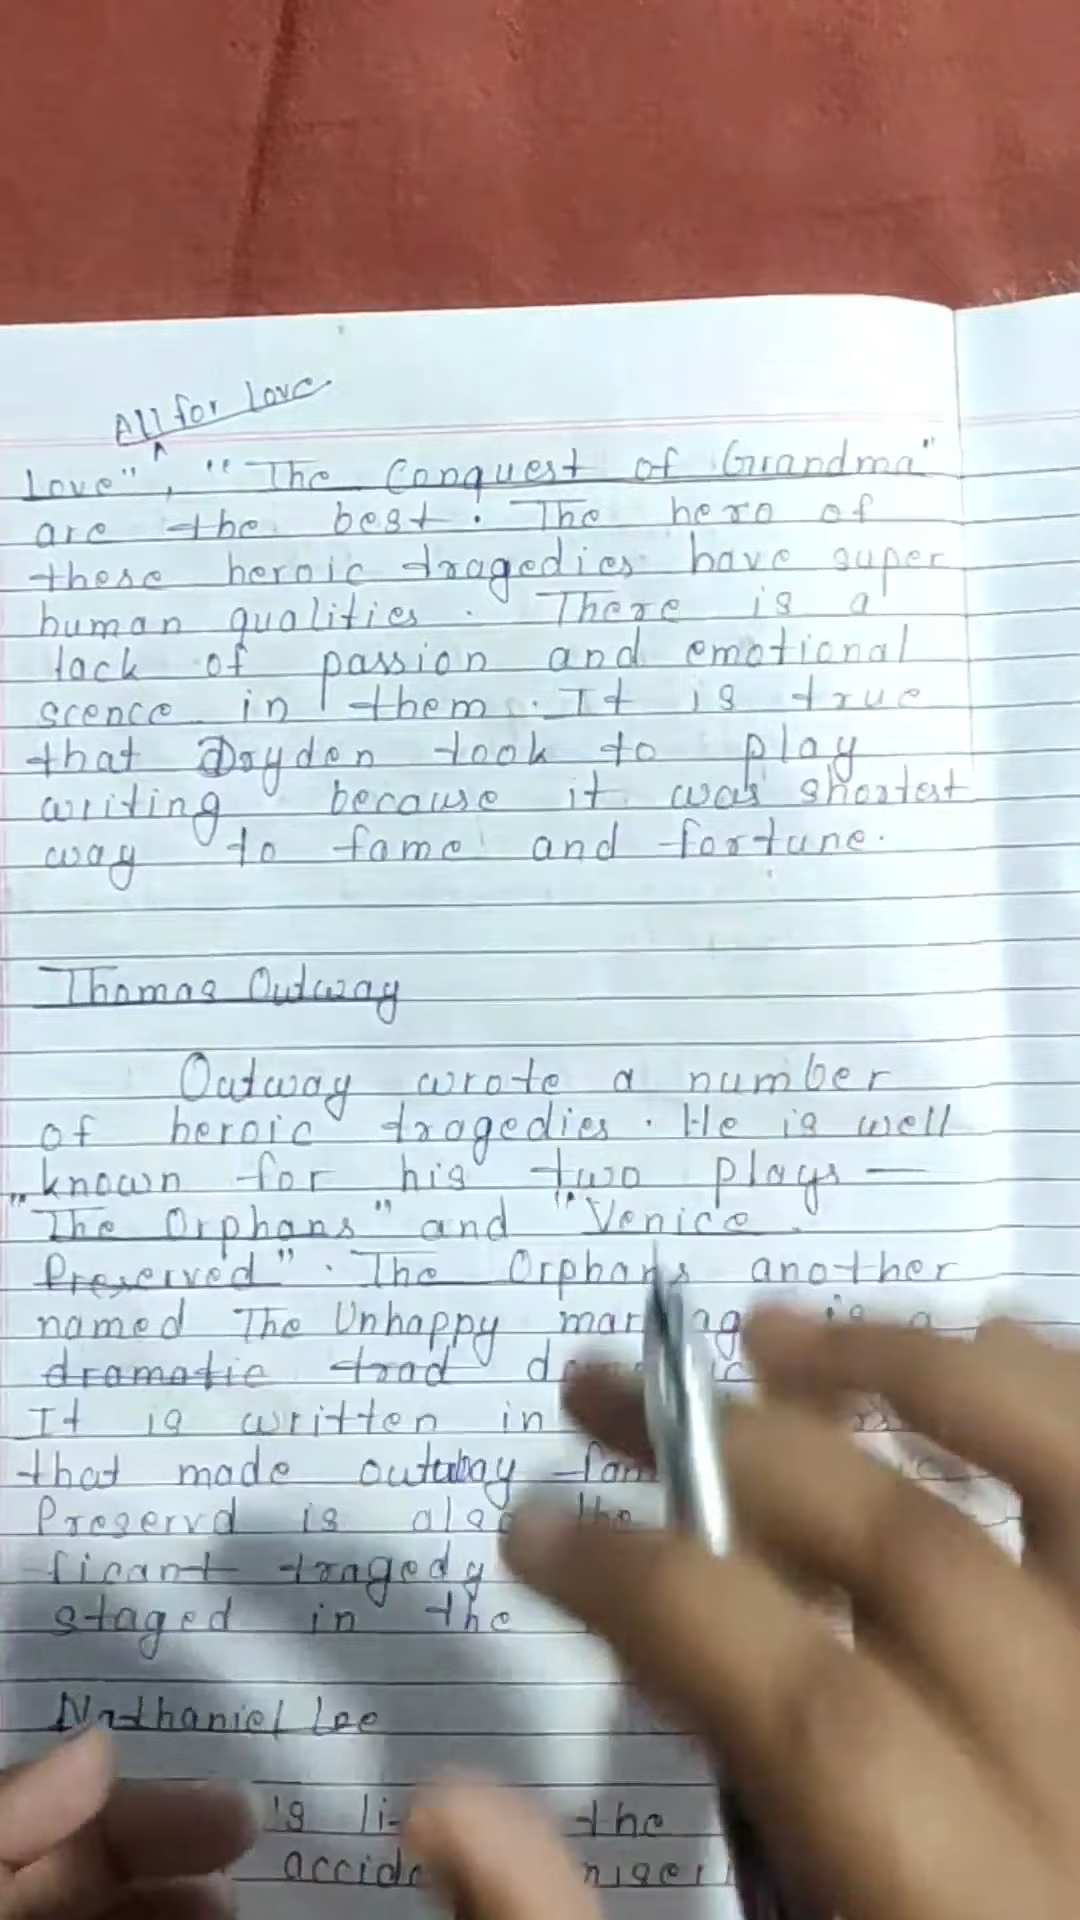 All for Love
Love", "The Conquest of Grandma"
are the best. The hero of
these heroic tragedies have super
human qualities. There is a
lack of passion and emotional
scence in them. It is true
that Dryden took to play
writing because it was shortest
way to fame and fortune.
Thomas Outway
Outway wrote a number
of heroic tragedies. He is well
known for his two plays —
"The Orphans" and "Venice
Preserved". The Orphans another
named The Unhappy is a
dramatic trad
It is written in
that made outway
Preservd is also the
ficant tragedy
staged in the
Nathaniel Lee
is the